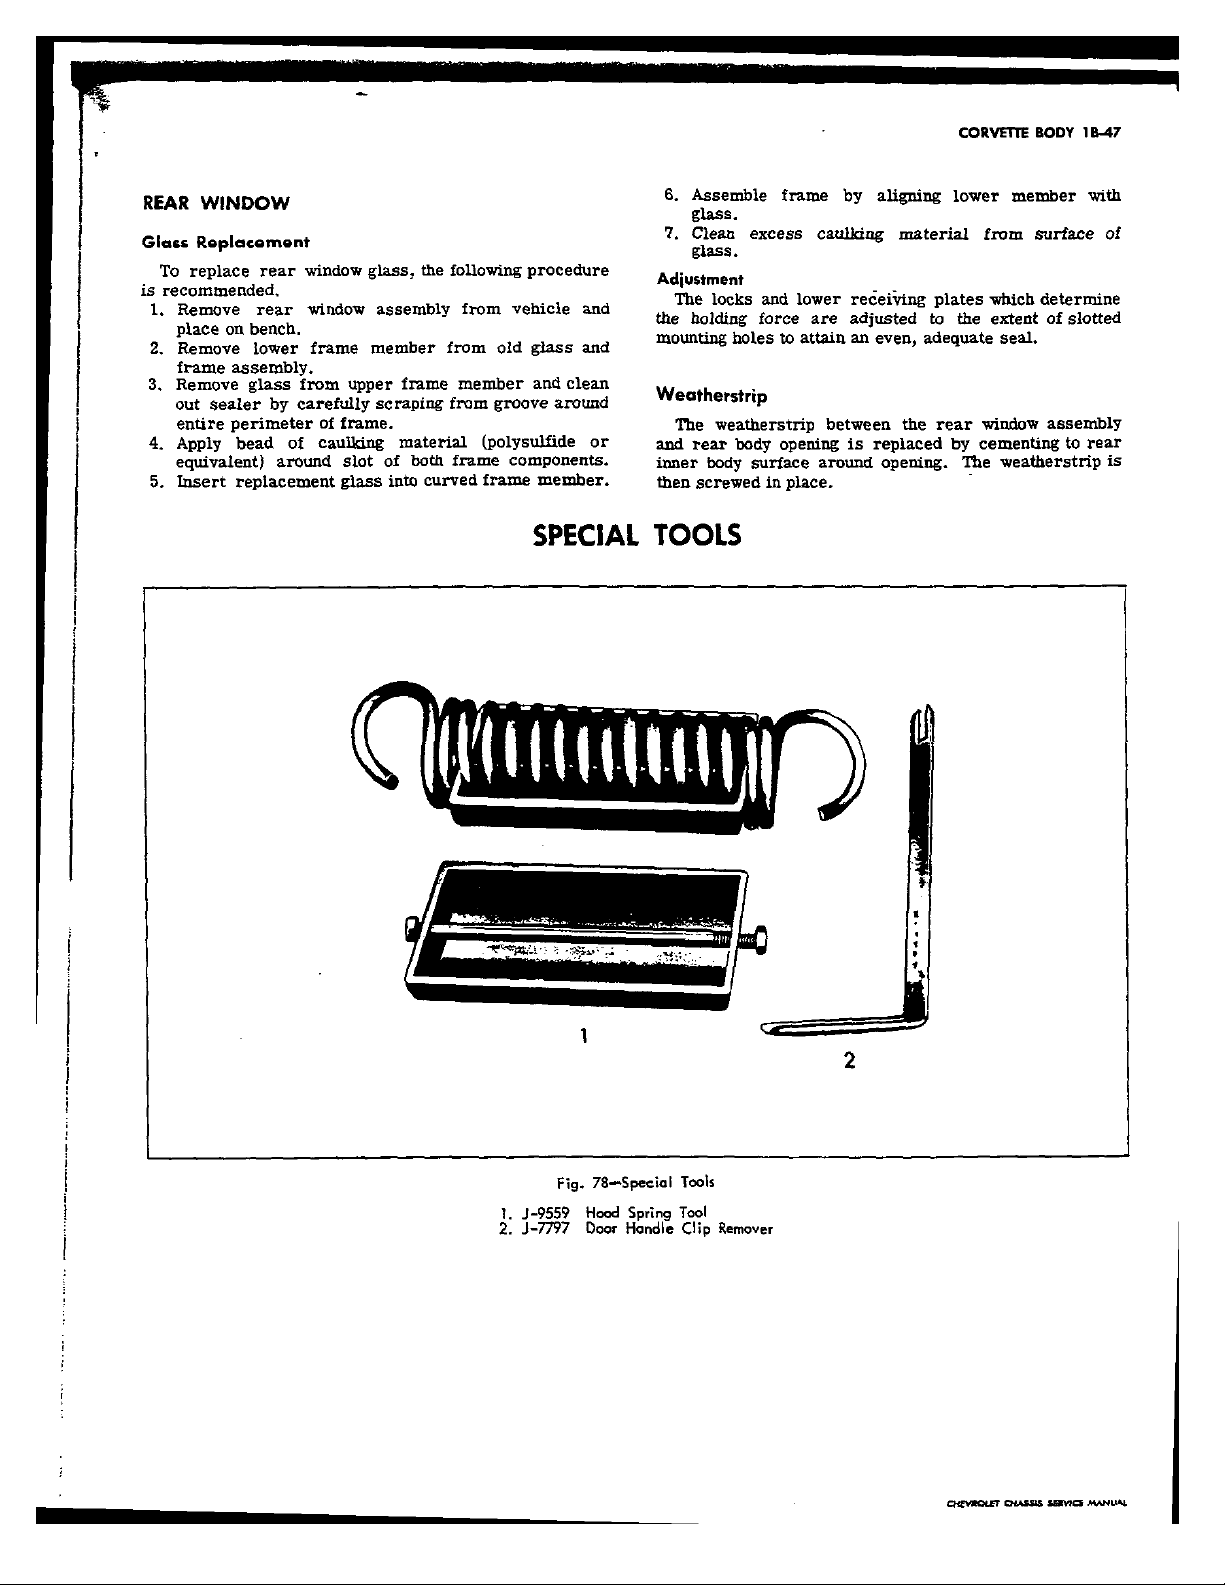 CORVETTE BODY 1B-47
REAR WINDOW
Glass Replacement
To replace rear window glass, the following procedure
is recommended.
1. Remove rear window assembly from vehicle and
place on bench.
2. Remove lower frame member from old glass and
frame assembly.
3. Remove glass from upper frame member and clean
out sealer by carefully scraping from groove around
entire perimeter of frame.
4. Apply bead of caulking material (polysulfide or
equivalent) around slot of both frame components.
5. Insert replacement glass into curved frame member.
6. Assemble frame by aligning lower member with
glass.
7. Clean excess caulking material from surface of
glass.
Adjustment
The locks and lower receiving plates which determine
the holding force are adjusted to the extent of slotted
mounting holes to attain an even, adequate seal.
Weatherstrip
The weatherstrip between the rear window assembly
and rear body opening is replaced by cementing to rear
inner body surface around opening. The weatherstrip is
then screwed in place.
SPECIAL TOOLS
1
2
Fig. 78—Special Tools
1. J-9559 Hood Spring Tool
2. J-7797 Door Handle Clip Remover
CHEVROLET CHASSIS SERVICE MANUAL